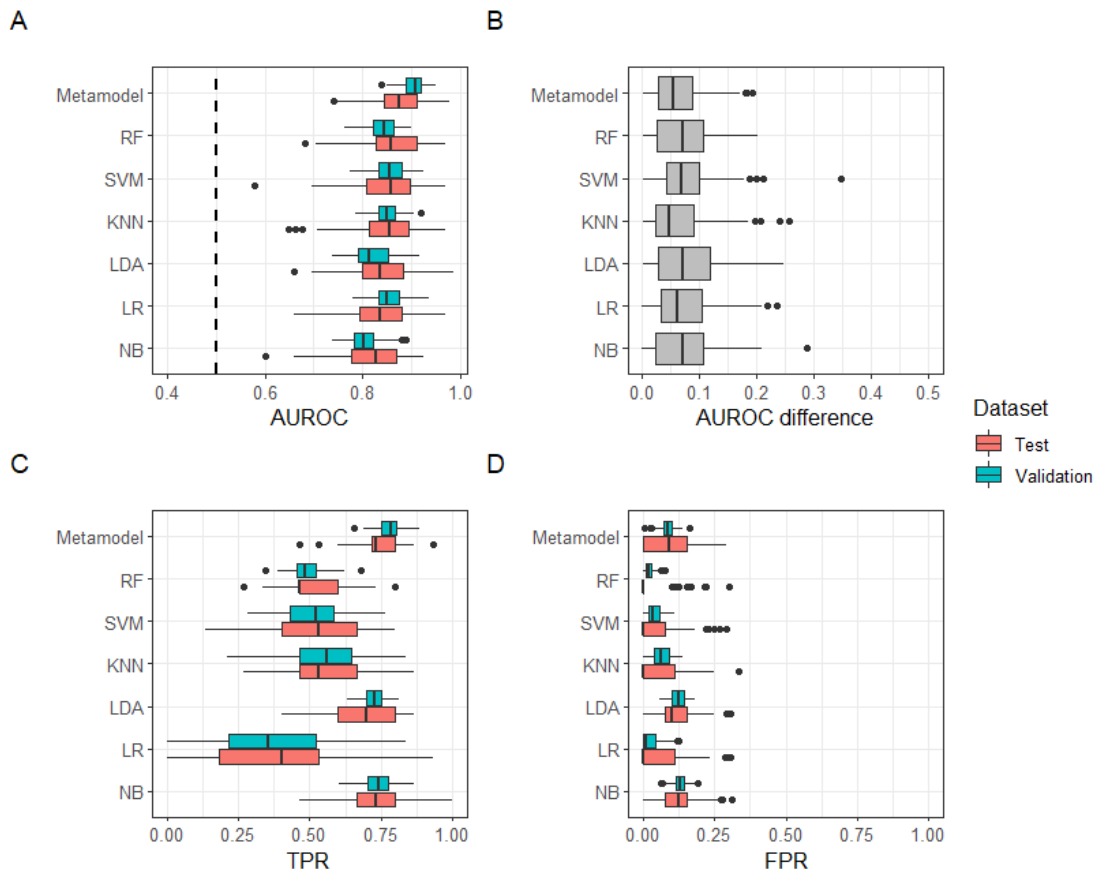 A
B
Metamodel
RF
SVM
KNN
LDA
LR
NB
0.4 0.6 0.8 1.0
AUROC
Metamodel
RF
SVM
KNN
LDA
LR
NB
0.0 0.1 0.2 0.3 0.4 0.5
AUROC difference
Dataset
Test
Validation
C
D
Metamodel
RF
SVM
KNN
LDA
LR
NB
0.00 0.25 0.50 0.75 1.00
TPR
Metamodel
RF
SVM
KNN
LDA
LR
NB
0.00 0.25 0.50 0.75 1.00
FPR